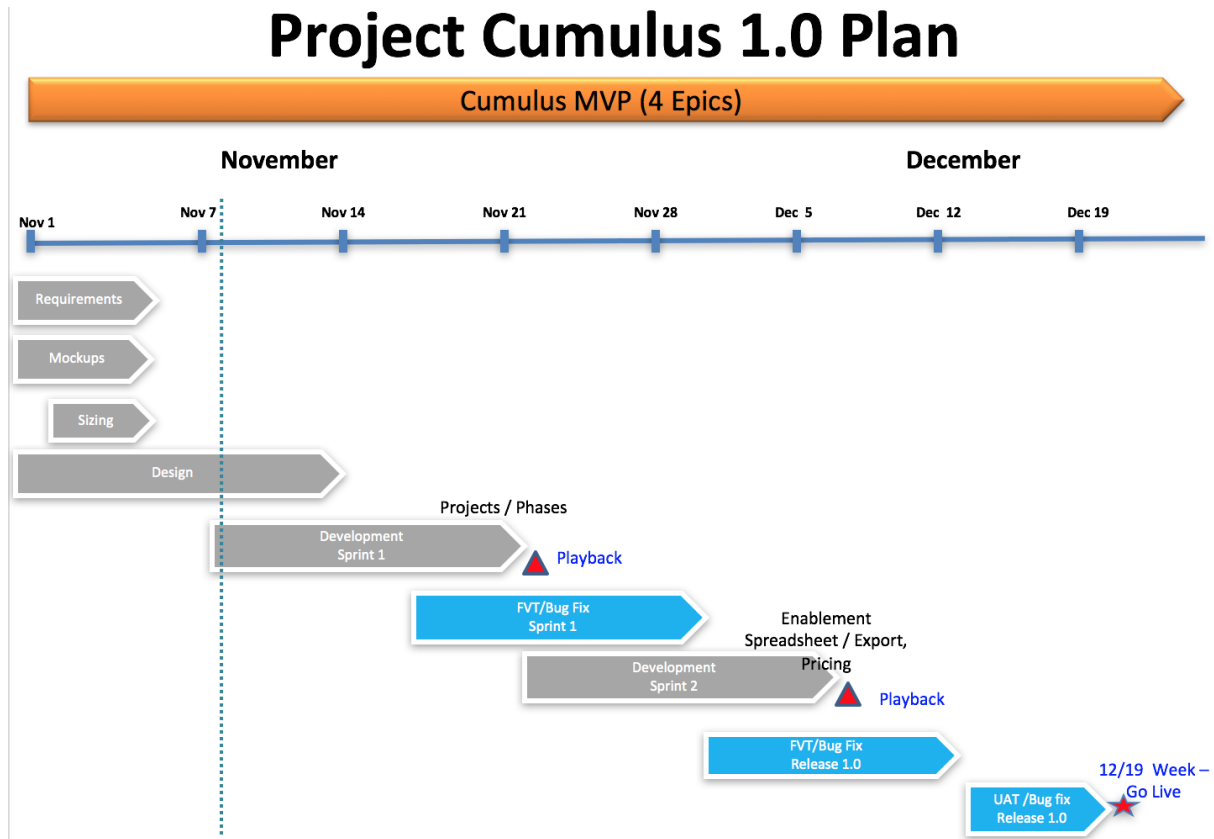 Project Cumulus 1.0 Plan
Cumulus MVP (4 Epics)
November
December
Nov 1
Nov 7
Nov 14
Nov 21
Nov 28
Dec 5
Dec 12
Dec 19
Requirements
Mockups
Sizing
Design
Projects / Phases
Development
Sprint 1
Playback
FVT/Bug Fix
Sprint 1
Enablement
Spreadsheet / Export,
Pricing
Development
Sprint 2
Playback
FVT/Bug Fix
Release 1.0
12/19 Week –
Go Live
UAT /Bug fix
Release 1.0